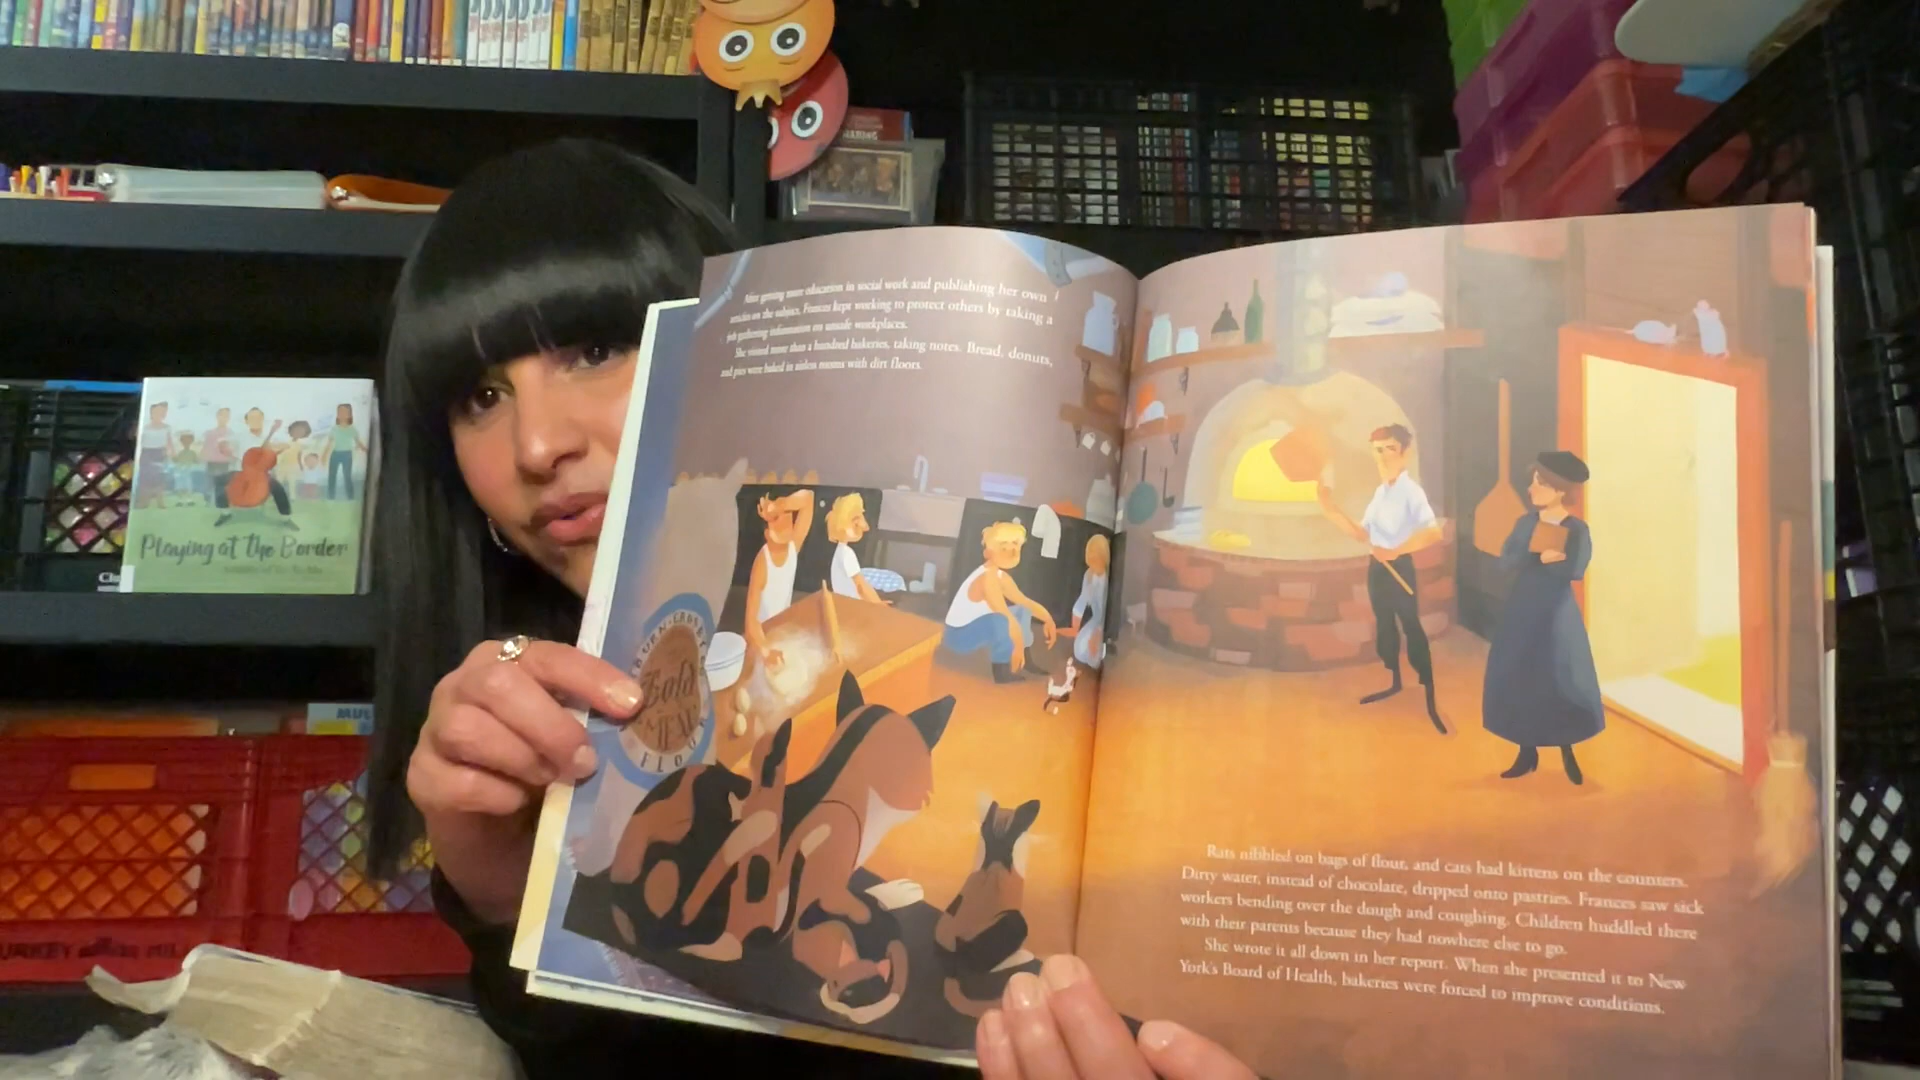 After getting more education in social work and publishing her own
articles on the subject, Frances kept working to protect others by taking a
job gathering information on unsafe workplaces.
She visited more than a hundred bakeries, taking notes. Bread, donuts,
and pies were baked in airless rooms with dirt floors.
Gold
FLO
Rats nibbled on bags of flour, and cats had kittens on the counters.
Dirty water, instead of chocolate, dripped onto pastries. Frances saw sick
workers bending over the dough and coughing. Children huddled there
with their parents because they had nowhere else to go.
She wrote it all down in her report. When she presented it to New
York's Board of Health, bakeries were forced to improve conditions.
Playing at the Border